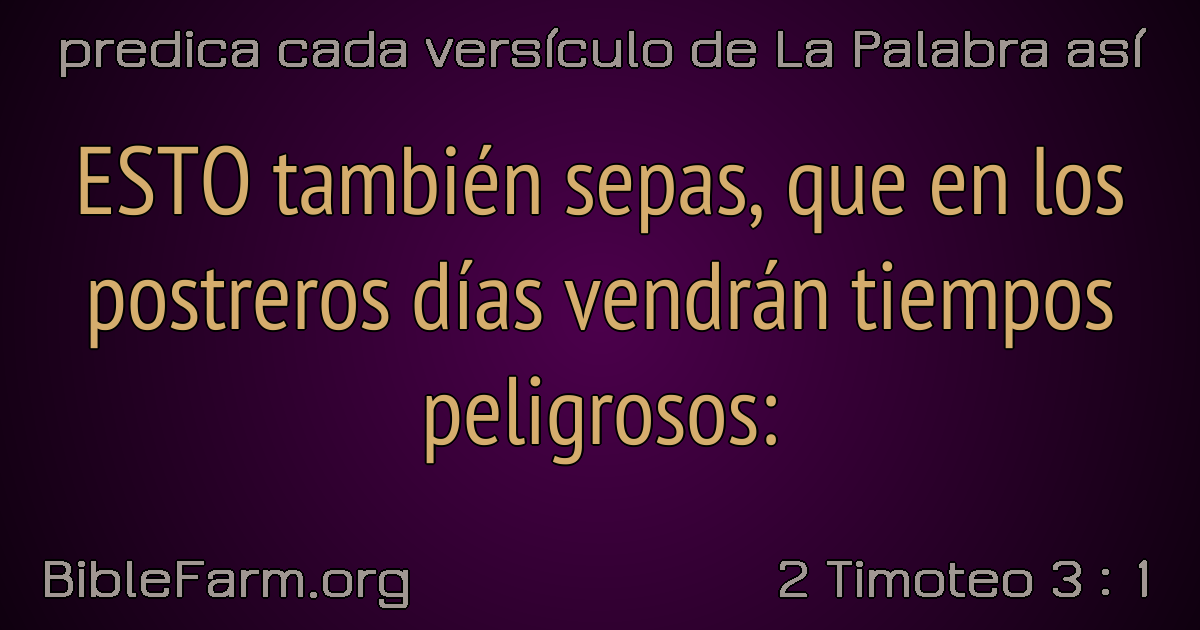 predica cada versículo de La Palabra así
ESTO también sepas, que en los
postreros días vendrán tiempos
peligrosos:
BibleFarm.org
2 Timoteo 3 : 1